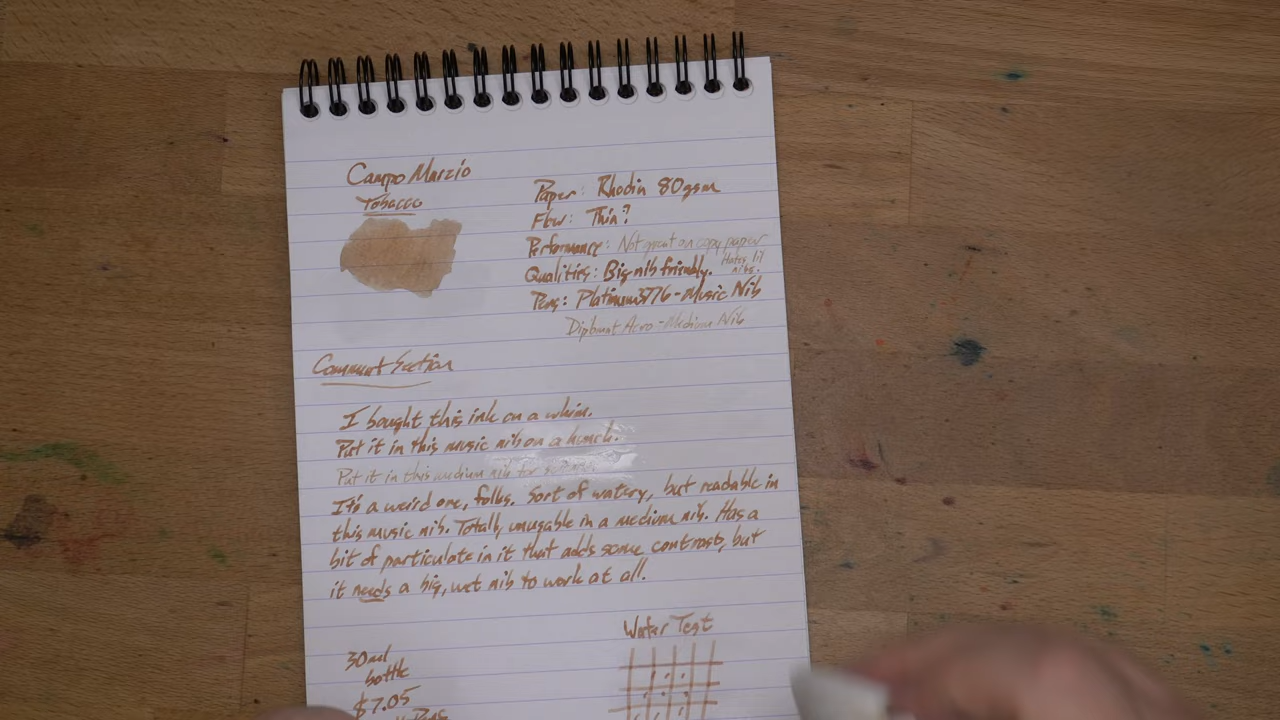 Campo Marzio
Tobacco
Paper: Rhodia 80gsm
Flow: Thin?
Performance: Not great on copy paper
Qualities: Big nib friendly. Hates lil nibs.
Pens: Platinum 3776 - Music Nib
Diplomat Aero - Medium Nib
Comment Section
I bought this ink on a whim.
Put it in this music nib on a hunch.
Put it in this medium nib for
It's a weird one, folks. Sort of watery, but readable in
this music nib. Totally unusable in a medium nib. Has a
bit of particulate in it that adds some contrast, but
it needs a big, wet nib to work at all.
Water Test
30ml
bottle
$7.05